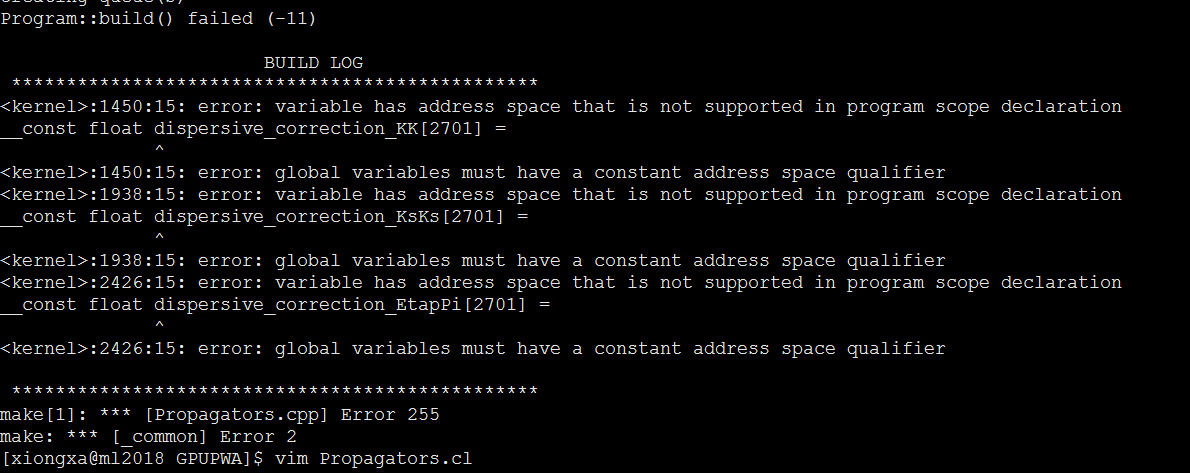 Program::build() failed (-11)
BUILD LOG
************************************************
<kernel>:1450:15: error: variable has address space that is not supported in program scope declaration
__const float dispersive_correction_KK[2701] =
^
<kernel>:1450:15: error: global variables must have a constant address space qualifier
<kernel>:1938:15: error: variable has address space that is not supported in program scope declaration
__const float dispersive_correction_KsKs[2701] =
^
<kernel>:1938:15: error: global variables must have a constant address space qualifier
<kernel>:2426:15: error: variable has address space that is not supported in program scope declaration
__const float dispersive_correction_EtapPi[2701] =
^
<kernel>:2426:15: error: global variables must have a constant address space qualifier
************************************************
make[1]: *** [Propagators.cpp] Error 255
make: *** [_common] Error 2
[xiongxa@ml2018 GPUPWA]$ vim Propagators.cl